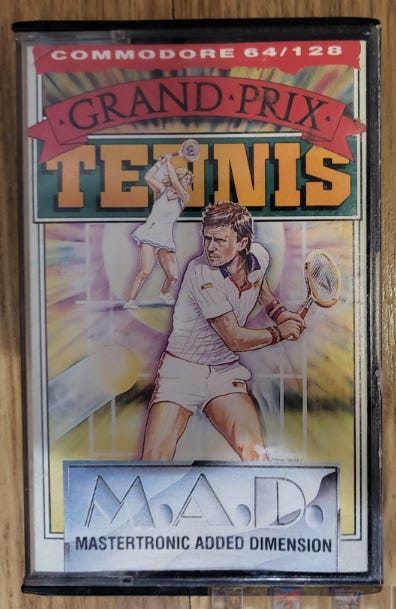 COMMODORE 64/128
GRAND·PRIX
TENNIS
M.A.D.
MASTERTRONIC ADDED DIMENSION